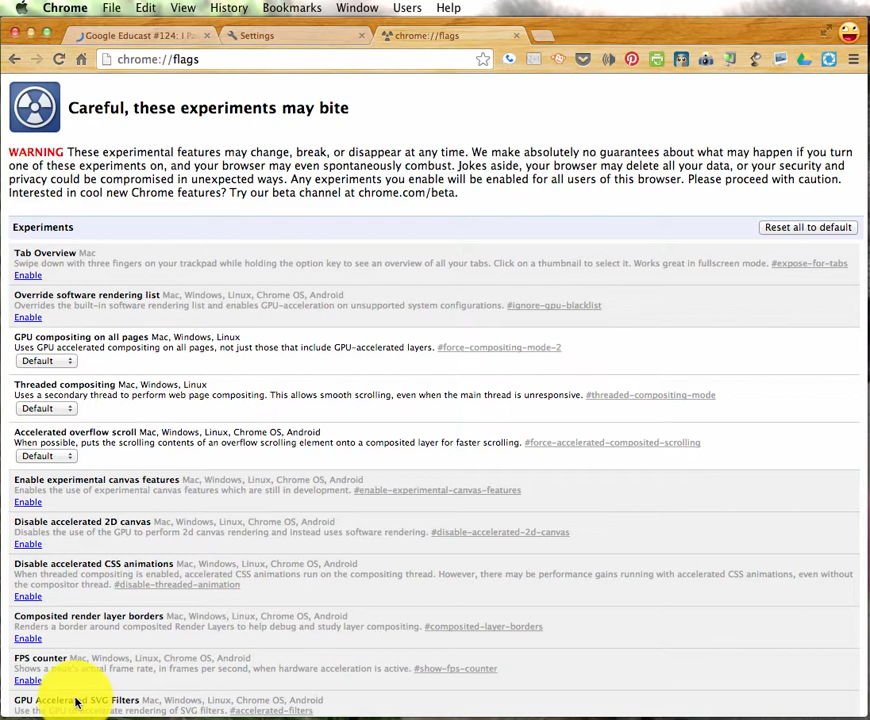 Chrome File Edit View History Bookmarks Window Users Help
Google Educast #124: I Pa × Settings × chrome://flags ×
chrome://flags
Careful, these experiments may bite
WARNING These experimental features may change, break, or disappear at any time. We make absolutely no guarantees about what may happen if you turn
one of these experiments on, and your browser may even spontaneously combust. Jokes aside, your browser may delete all your data, or your security and
privacy could be compromised in unexpected ways. Any experiments you enable will be enabled for all users of this browser. Please proceed with caution.
Interested in cool new Chrome features? Try our beta channel at chrome.com/beta.
Experiments Reset all to default
Tab Overview Mac
Swipe down with three fingers on your trackpad while holding the option key to see an overview of all your tabs. Click on a thumbnail to select it. Works great in fullscreen mode. #expose-for-tabs
Enable
Override software rendering list Mac, Windows, Linux, Chrome OS, Android
Overrides the built-in software rendering list and enables GPU-acceleration on unsupported system configurations. #ignore-gpu-blacklist
Enable
GPU compositing on all pages Mac, Windows, Linux
Uses GPU accelerated compositing on all pages, not just those that include GPU-accelerated layers. #force-compositing-mode-2
Default
Threaded compositing Mac, Windows, Linux
Uses a secondary thread to perform web page compositing. This allows smooth scrolling, even when the main thread is unresponsive. #threaded-compositing-mode
Default
Accelerated overflow scroll Mac, Windows, Linux, Chrome OS, Android
When possible, puts the scrolling contents of an overflow scrolling element onto a composited layer for faster scrolling. #force-accelerated-composited-scrolling
Default
Enable experimental canvas features Mac, Windows, Linux, Chrome OS, Android
Enables the use of experimental canvas features which are still in development. #enable-experimental-canvas-features
Enable
Disable accelerated 2D canvas Mac, Windows, Linux, Chrome OS, Android
Disables the use of the GPU to perform 2d canvas rendering and instead uses software rendering. #disable-accelerated-2d-canvas
Enable
Disable accelerated CSS animations Mac, Windows, Linux, Chrome OS, Android
When threaded compositing is enabled, accelerated CSS animations run on the compositing thread. However, there may be performance gains running with accelerated CSS animations, even without
the compositor thread. #disable-threaded-animation
Enable
Composited render layer borders Mac, Windows, Linux, Chrome OS, Android
Renders a border around composited Render Layers to help debug and study layer compositing. #composited-layer-borders
Enable
FPS counter Mac, Windows, Linux, Chrome OS, Android
Shows a actual frame rate, in frames per second, when hardware acceleration is active. #show-fps-counter
Enable
GPU Accelerated SVG Filters Mac, Windows, Linux, Chrome OS, Android
Use the GPU rendering of SVG filters. #accelerated-filters